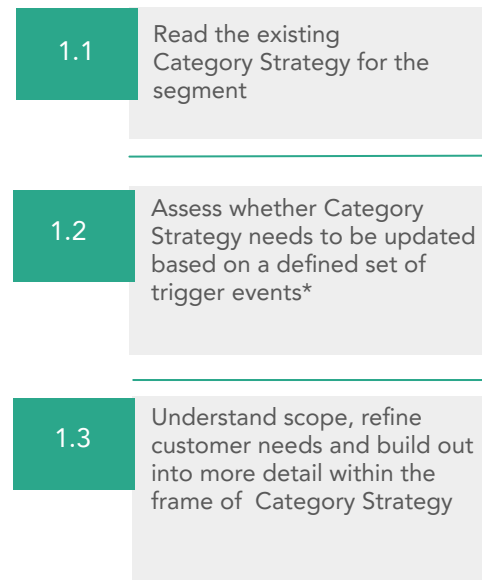 1.1
Read the existing
Category Strategy for the
segment
1.2
Assess whether Category
Strategy needs to be updated
based on a defined set of
trigger events*
1.3
Understand scope, refine
customer needs and build out
into more detail within the
frame of  Category Strategy